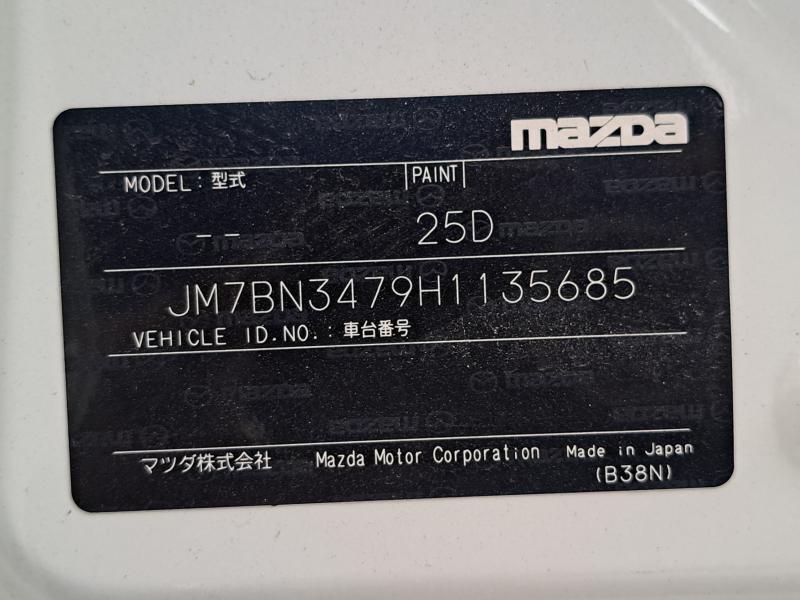 mazda
MODEL : 型式 PAINT
-- 25D
JM7BN3479H1135685
VEHICLE ID.NO. : 車台番号
マツダ株式会社 Mazda Motor Corporation Made in Japan
(B38N)